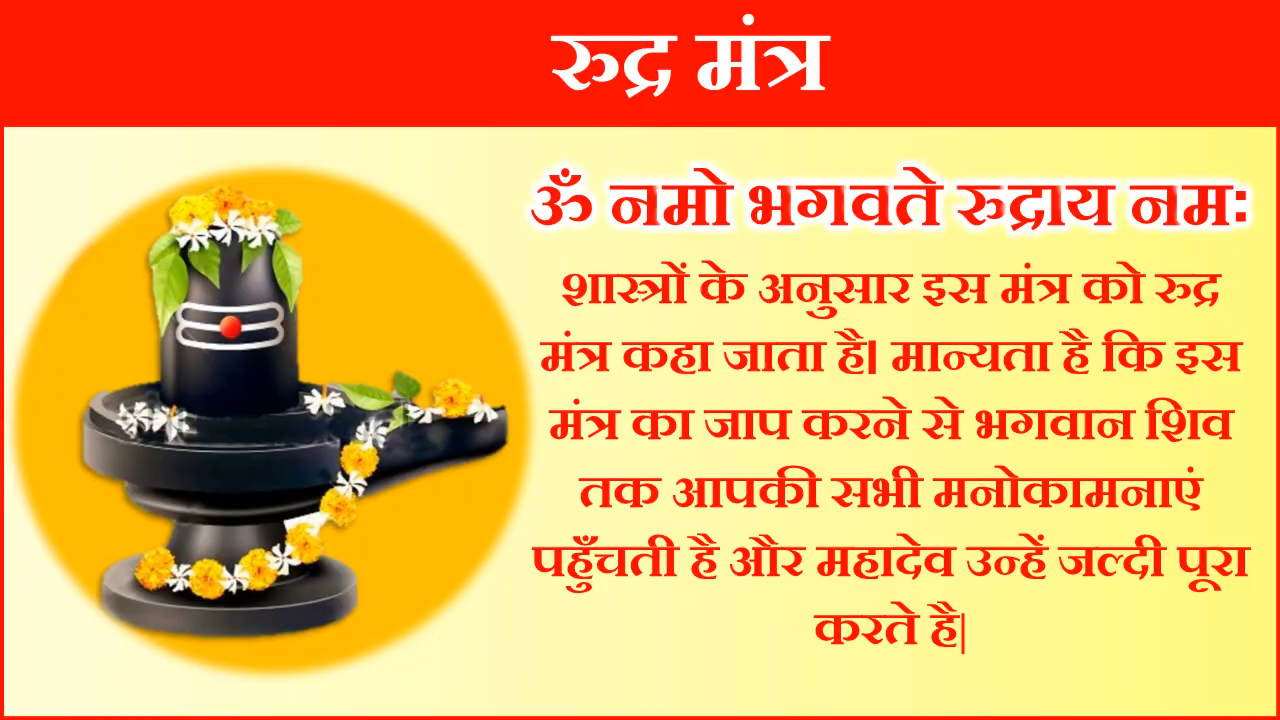 रुद्र मंत्र
ॐ नमो भगवते रुद्राय नमः
शास्त्रों के अनुसार इस मंत्र को रुद्र
मंत्र कहा जाता है। मान्यता है कि इस
मंत्र का जाप करने से भगवान शिव
तक आपकी सभी मनोकामनाएं
पहुँचती है और महादेव उन्हें जल्दी पूरा
करते है|